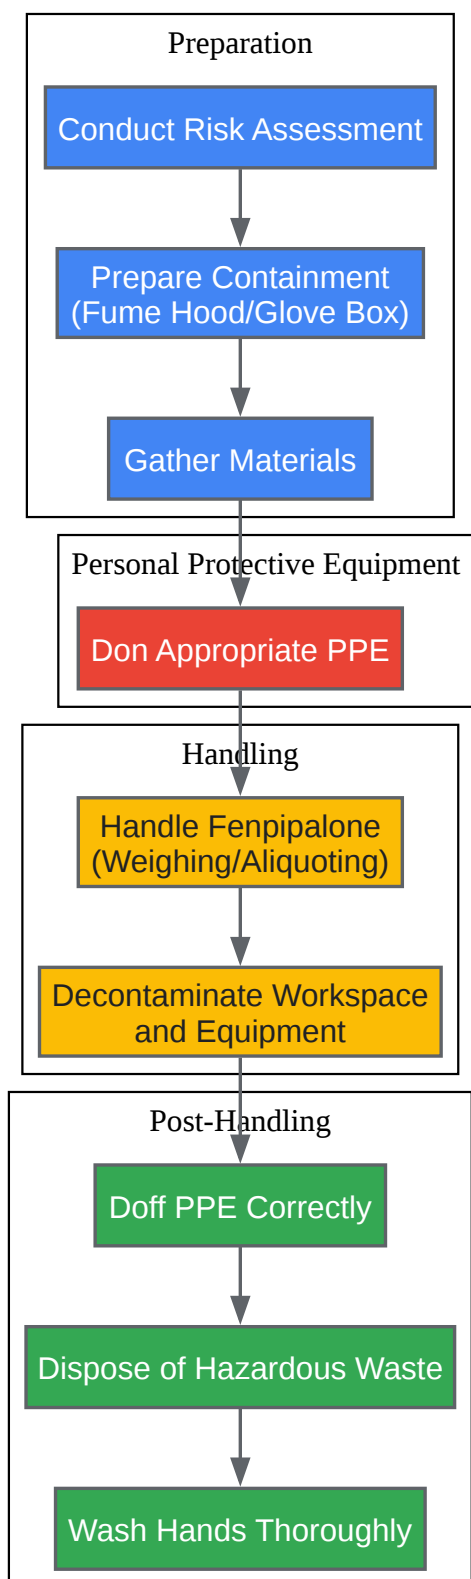 Preparation
Conduct Risk Assessment
Prepare Containment
(Fume Hood/Glove Box)
Gather Materials
Personal Protective Equipment
Don Appropriate PPE
Handling
Handle Fenpipalone
(Weighing/Aliquoting)
Decontaminate Workspace
and Equipment
Post-Handling
Doff PPE Correctly
Dispose of Hazardous Waste
Wash Hands Thoroughly